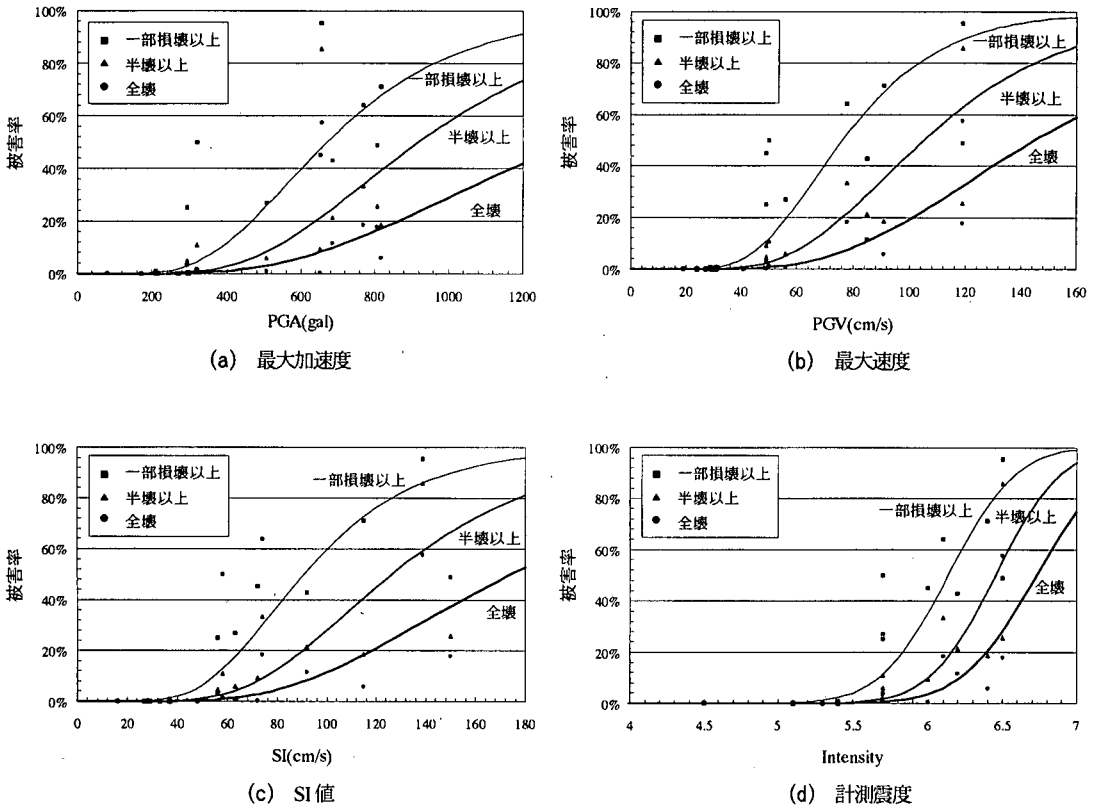 100%
80%
60%
40%
20%
0%
被害率
■ 一部損壊以上
▲ 半壊以上
● 全壊
一部損壊以上
半壊以上
全壊
0 200 400 600 800 1000 1200
PGA(gal)
(a) 最大加速度
100%
80%
60%
40%
20%
0%
被害率
■ 一部損壊以上
▲ 半壊以上
● 全壊
一部損壊以上
半壊以上
全壊
0 20 40 60 80 100 120 140 160
PGV(cm/s)
(b) 最大速度
100%
80%
60%
40%
20%
0%
被害率
■ 一部損壊以上
▲ 半壊以上
● 全壊
一部損壊以上
半壊以上
全壊
0 20 40 60 80 100 120 140 160 180
SI(cm/s)
(c) SI値
100%
80%
60%
40%
20%
0%
被害率
■ 一部損壊以上
▲ 半壊以上
● 全壊
一部損壊以上
半壊以上
全壊
4 4.5 5 5.5 6 6.5 7
Intensity
(d) 計測震度